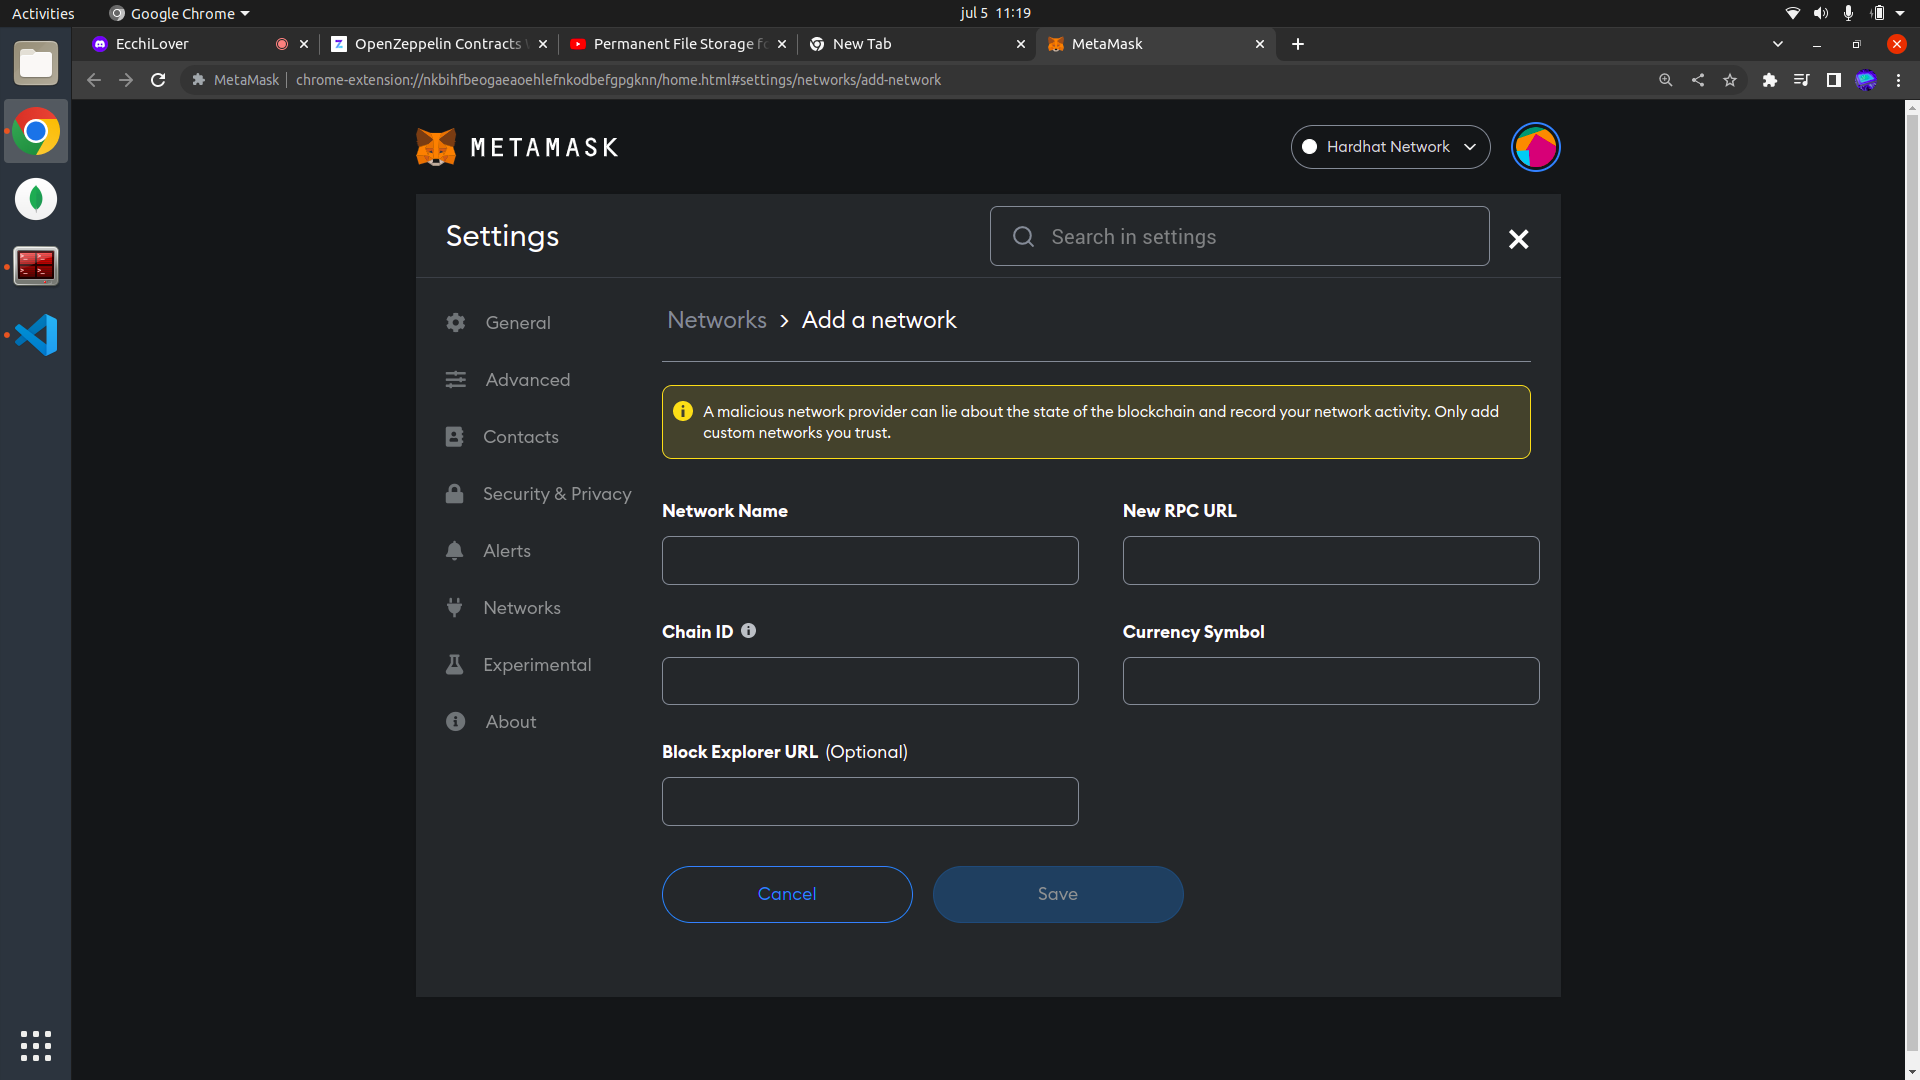 Activities
Google Chrome
jul 5 11:19
EcchiLover
OpenZeppelin Contracts
Permanent File Storage fo
New Tab
MetaMask
MetaMask
chrome-extension://nkbihfbeogaeaoehlefnkodbefgpgknn/home.html#settings/networks/add-network
METAMASK
Hardhat Network
Settings
Search in settings
General
Advanced
Contacts
Security & Privacy
Alerts
Networks
Experimental
About
Networks > Add a network
A malicious network provider can lie about the state of the blockchain and record your network activity. Only add
custom networks you trust.
Network Name
New RPC URL
Chain ID
Currency Symbol
Block Explorer URL (Optional)
Cancel
Save